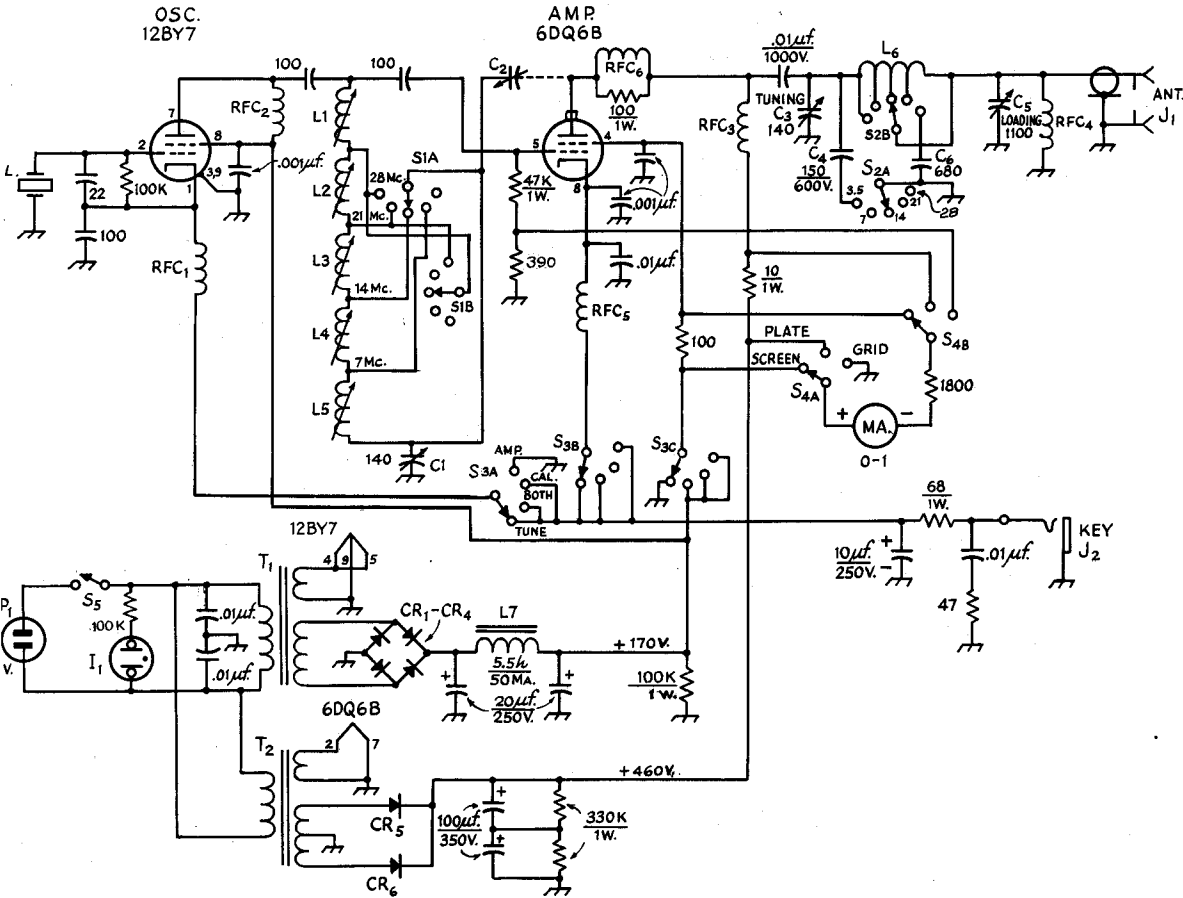 OSC.
12BY7
AMP.
6DQ6B
100
100
C2
RFC6
100
1W.
.01µf.
1000V.
L6
ANT.
J1
7
8
2
3,9
1
RFC2
L.
22
100K
.001µf.
100
RFC1
L1
L2
L3
L4
L5
S1A
28 Mc.
21 Mc.
14 Mc.
7 Mc.
S1B
140
C1
5
4
8
47K
1W.
390
.001µf.
.01µf.
RFC5
RFC3
TUNING
C3
140
C4
150
600V.
S2B
C6
680
S2A
3.5
7
14
21
28
C5
LOADING
1100
RFC4
10
1W.
100
PLATE
SCREEN
GRID
S4A
S4B
1800
+
MA.
−
0-1
S3A
AMP.
CAL.
BOTH
TUNE
S3B
S3C
68
1W.
10µf.
250V.
+
−
.01µf.
47
KEY
J2
12BY7
4
9
5
P1
V.
S5
100K
I1
.01µf.
.01µf.
T1
CR1-CR4
L7
5.5h
50MA.
+
+
20µf.
250V.
+170V.
100K
1W.
6DQ6B
2
7
T2
CR5
CR6
+460V.
+
+
100µf.
350V.
330K
1W.